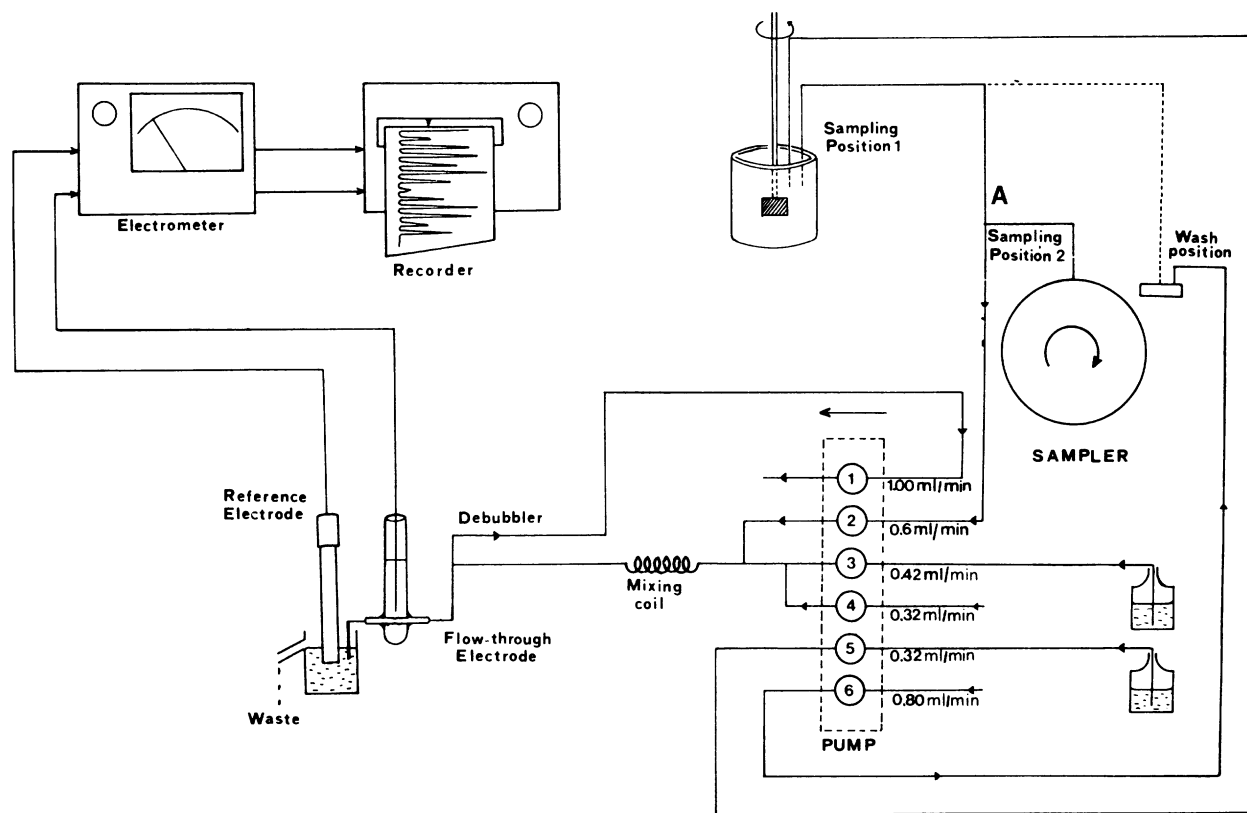 Sampling
Position 1
A
Electrometer
Recorder
Sampling
Position 2
Wash
position
SAMPLER
Reference
Electrode
Debubbler
Mixing
coil
Flow-through
Electrode
Waste
1
1.00 ml/min
2
0.6 ml/min
3
0.42 ml/min
4
0.32 ml/min
5
0.32 ml/min
6
0.80 ml/min
PUMP